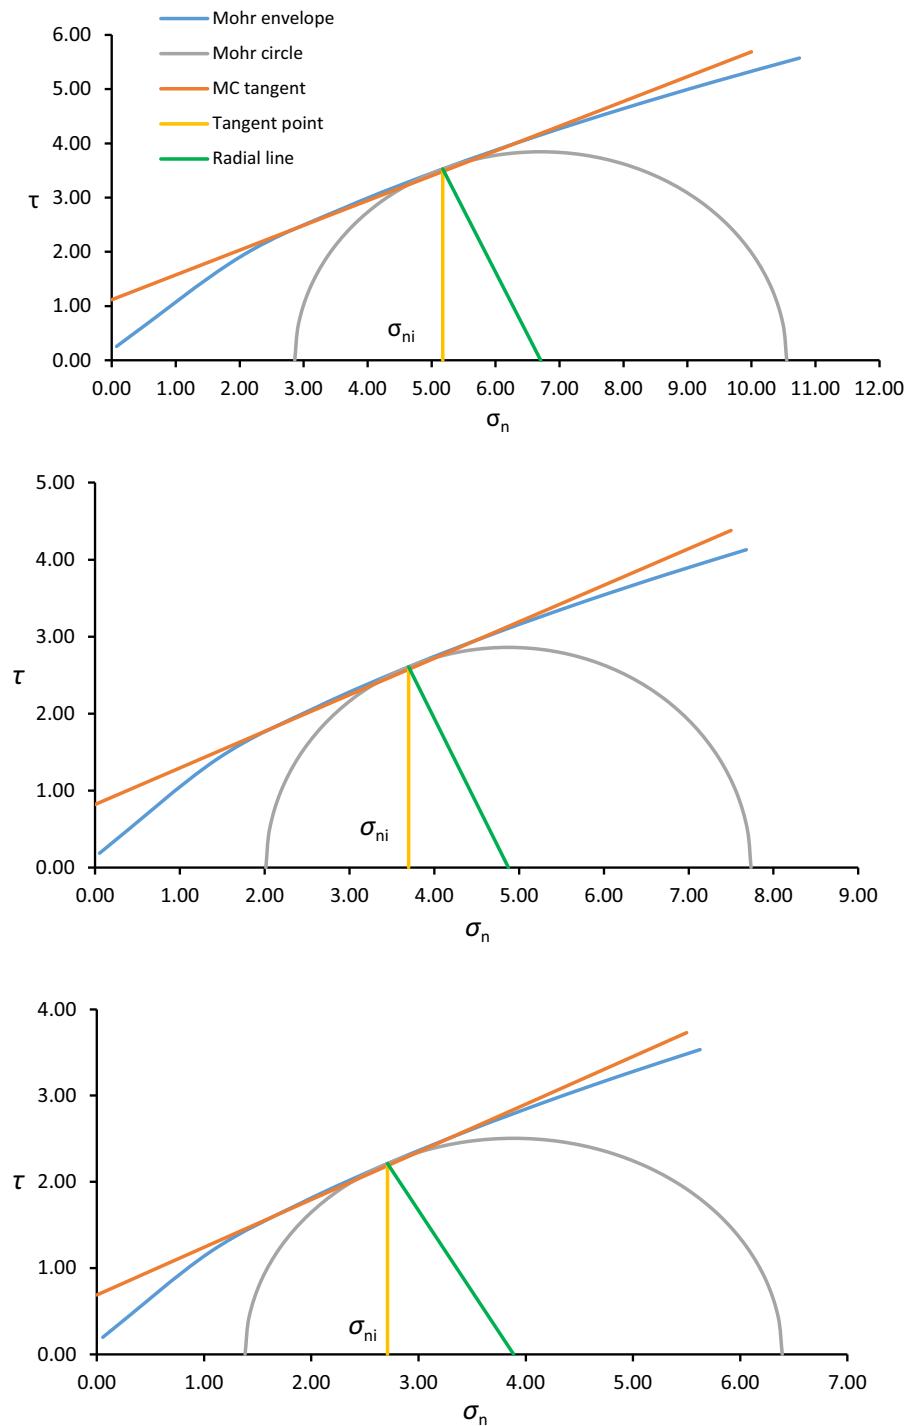 Mohr envelope
Mohr circle
MC tangent
Tangent point
Radial line
6.00
5.00
4.00
3.00
2.00
1.00
0.00
τ
σni
0.00 1.00 2.00 3.00 4.00 5.00 6.00 7.00 8.00 9.00 10.00 11.00 12.00
σn
5.00
4.00
3.00
2.00
1.00
0.00
τ
σni
0.00 1.00 2.00 3.00 4.00 5.00 6.00 7.00 8.00 9.00
σn
4.00
3.00
2.00
1.00
0.00
τ
σni
0.00 1.00 2.00 3.00 4.00 5.00 6.00 7.00
σn